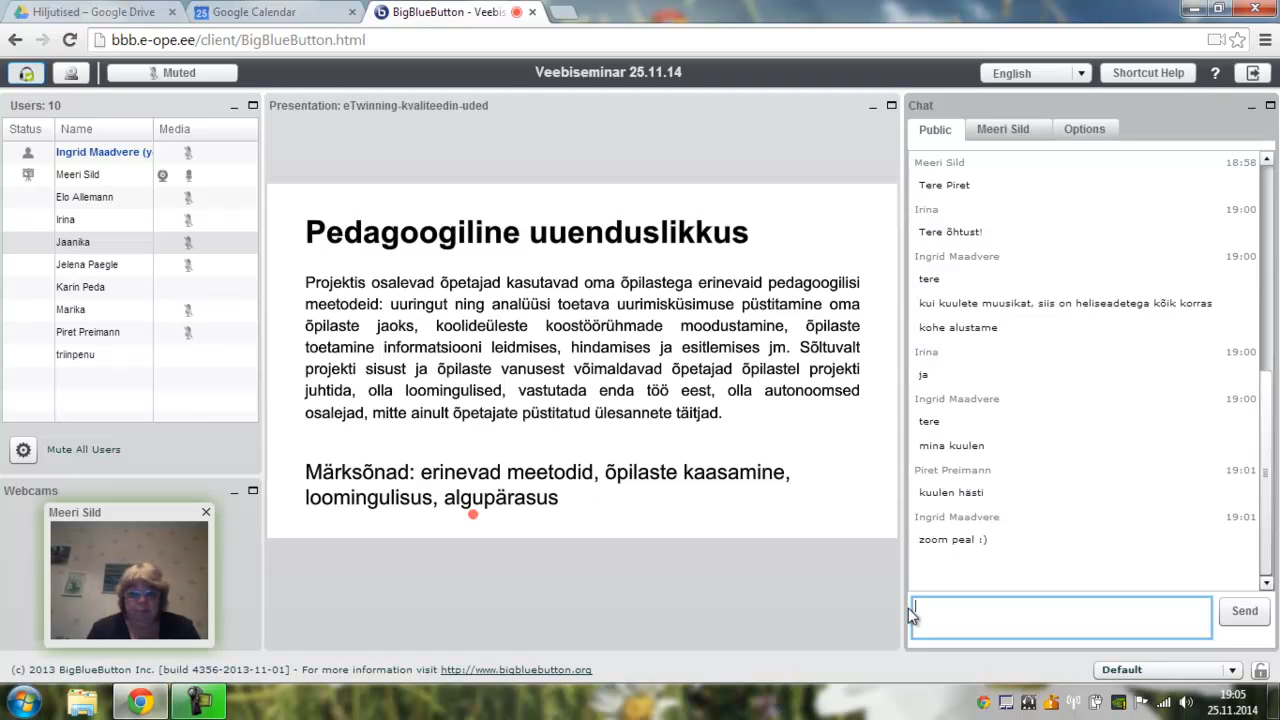 Hiljutised – Google Drive
Google Calendar
BigBlueButton - Veebis
bbb.e-ope.ee/client/BigBlueButton.html
Muted
Veebiseminar 25.11.14
English
Shortcut Help
?
Users: 10
Status Name Media
Ingrid Maadvere (y
Meeri Sild
Elo Allemann
Irina
Jaanika
Jelena Paegle
Karin Peda
Marika
Piret Preimann
triinpenu
Mute All Users
Webcams
Meeri Sild
Presentation: eTwinning-kvaliteedin-uded
Pedagoogiline uuenduslikkus
Projektis osalevad õpetajad kasutavad oma õpilastega erinevaid pedagoogilisi
meetodeid: uuringut ning analüüsi toetava uurimisküsimuse püstitamine oma
õpilaste jaoks, koolideüleste koostöörühmade moodustamine, õpilaste
toetamine informatsiooni leidmises, hindamises ja esitlemises jm. Sõltuvalt
projekti sisust ja õpilaste vanusest võimaldavad õpetajad õpilastel projekti
juhtida, olla loomingulised, vastutada enda töö eest, olla autonoomsed
osalejad, mitte ainult õpetajate püstitatud ülesannete täitjad.
Märksõnad: erinevad meetodid, õpilaste kaasamine,
loomingulisus, algupärasus
Chat
Public Meeri Sild Options
Meeri Sild 18:58
Tere Piret
Irina 19:00
Tere õhtust!
Ingrid Maadvere 19:00
tere
kui kuulete muusikat, siis on heliseadetega kõik korras
kohe alustame
Irina 19:00
ja
Ingrid Maadvere 19:00
tere
mina kuulen
Piret Preimann 19:01
kuulen hästi
Ingrid Maadvere 19:01
zoom peal :)
Send
(c) 2013 BigBlueButton Inc. [build 4356-2013-11-01] - For more information visit http://www.bigbluebutton.org
Default
19:05
25.11.2014